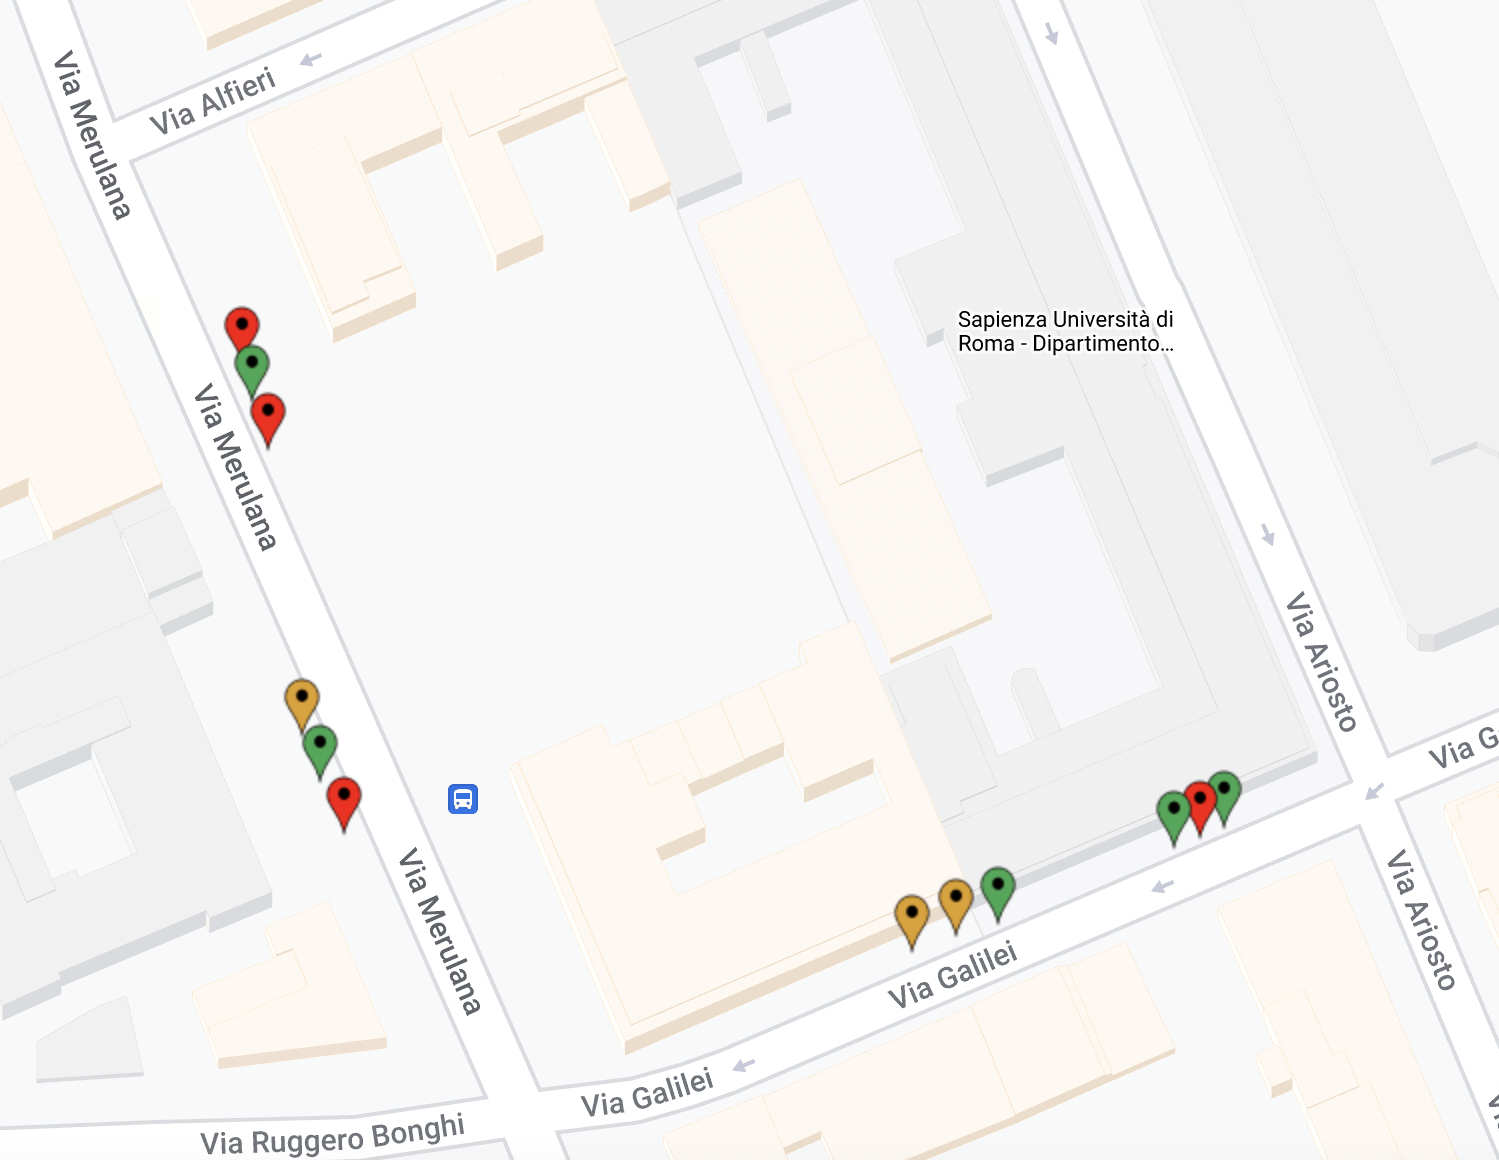 Via Merulana
Via Alfieri
Sapienza Università di
Roma - Dipartimento...
Via Merulana
Via Ariosto
Via G
Via Merulana
Via Galilei
Via Ariosto
Via Galilei
Via Ruggero Bonghi